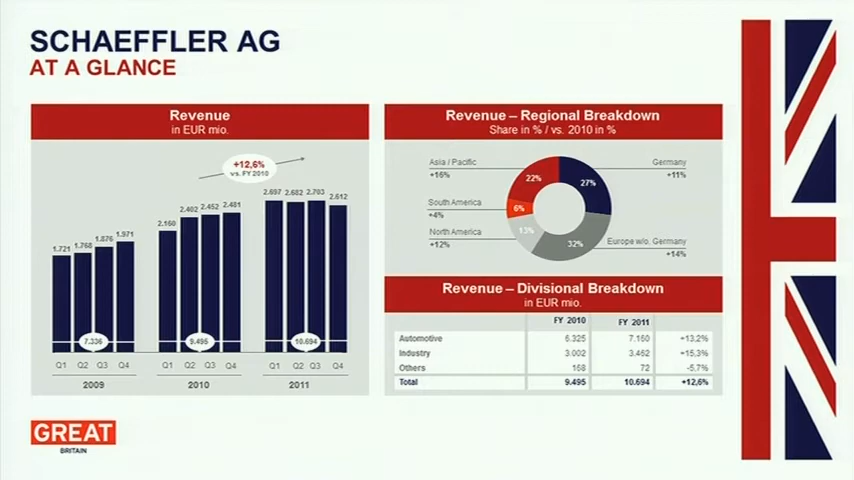 SCHAEFFLER AG
AT A GLANCE
Revenue
in EUR mio.
+12,6%
vs. FY 2010
1.721
1.768
1.876
1.971
2.160
2.402
2.452
2.481
2.697
2.682
2.703
2.612
7.336
9.495
10.694
Q1 Q2 Q3 Q4
Q1 Q2 Q3 Q4
Q1 Q2 Q3 Q4
2009
2010
2011
Revenue – Regional Breakdown
Share in % / vs. 2010 in %
Asia / Pacific
+16%
South America
+4%
North America
+12%
Germany
+11%
Europe w/o. Germany
+14%
22%
27%
6%
13%
32%
Revenue – Divisional Breakdown
in EUR mio.
FY 2010 FY 2011
Automotive 6.325 7.160 +13,2%
Industry 3.002 3.462 +15,3%
Others 168 72 -5,7%
Total 9.495 10.694 +12,6%
GREAT
BRITAIN